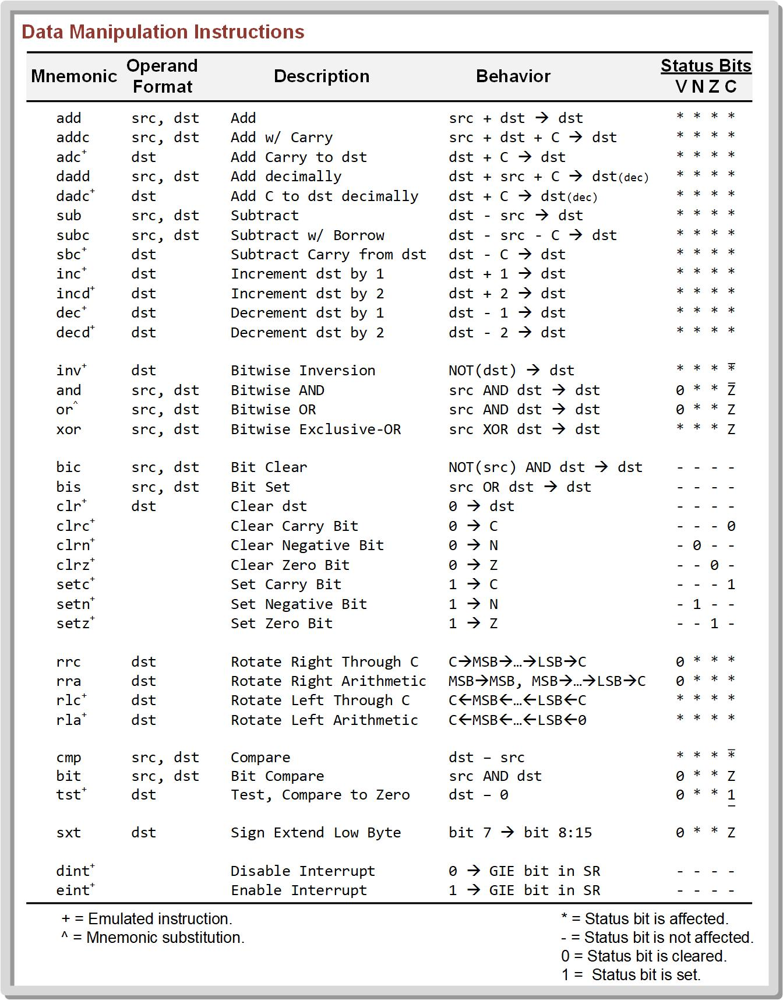 Data Manipulation Instructions
Mnemonic Operand Format Description Behavior Status Bits
V N Z C
add src, dst Add src + dst → dst * * * *
addc src, dst Add w/ Carry src + dst + C → dst * * * *
adc+ dst Add Carry to dst dst + C → dst * * * *
dadd src, dst Add decimally dst + src + C → dst(dec) * * * *
dadc+ dst Add C to dst decimally dst + C → dst(dec) * * * *
sub src, dst Subtract dst - src → dst * * * *
subc src, dst Subtract w/ Borrow dst - src - C → dst * * * *
sbc+ dst Subtract Carry from dst dst - C → dst * * * *
inc+ dst Increment dst by 1 dst + 1 → dst * * * *
incd+ dst Increment dst by 2 dst + 2 → dst * * * *
dec+ dst Decrement dst by 1 dst - 1 → dst * * * *
decd+ dst Decrement dst by 2 dst - 2 → dst * * * *
inv+ dst Bitwise Inversion NOT(dst) → dst * * * *̅
and src, dst Bitwise AND src AND dst → dst 0 * * Z̅
or^ src, dst Bitwise OR src AND dst → dst 0 * * Z
xor src, dst Bitwise Exclusive-OR src XOR dst → dst * * * Z
bic src, dst Bit Clear NOT(src) AND dst → dst - - - -
bis src, dst Bit Set src OR dst → dst - - - -
clr+ dst Clear dst 0 → dst - - - -
clrc+ Clear Carry Bit 0 → C - - - 0
clrn+ Clear Negative Bit 0 → N - 0 - -
clrz+ Clear Zero Bit 0 → Z - - 0 -
setc+ Set Carry Bit 1 → C - - - 1
setn+ Set Negative Bit 1 → N - 1 - -
setz+ Set Zero Bit 1 → Z - - 1 -
rrc dst Rotate Right Through C C→MSB→…→LSB→C 0 * * *
rra dst Rotate Right Arithmetic MSB→MSB, MSB→…→LSB→C 0 * * *
rlc+ dst Rotate Left Through C C←MSB←…←LSB←C * * * *
rla+ dst Rotate Left Arithmetic C←MSB←…←LSB←0 * * * *
cmp src, dst Compare dst – src * * * *̅
bit src, dst Bit Compare src AND dst 0 * * Z
tst+ dst Test, Compare to Zero dst – 0 0 * * 1
sxt dst Sign Extend Low Byte bit 7 → bit 8:15 0 * * Z̅
dint+ Disable Interrupt 0 → GIE bit in SR - - - -
eint+ Enable Interrupt 1 → GIE bit in SR - - - -
+ = Emulated instruction.
^ = Mnemonic substitution.
* = Status bit is affected.
- = Status bit is not affected.
0 = Status bit is cleared.
1 = Status bit is set.